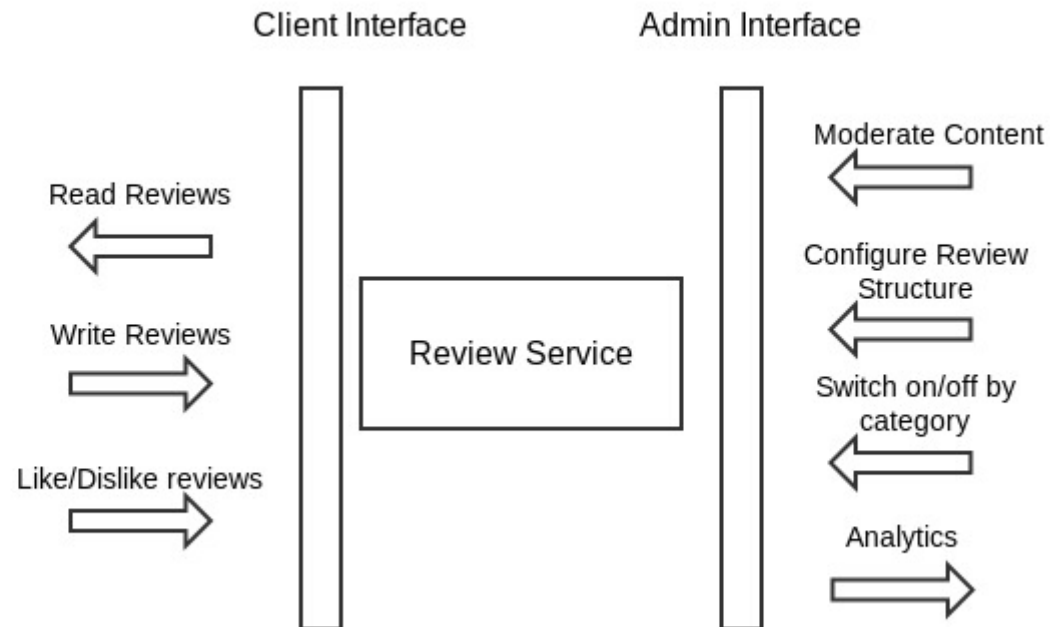 Client Interface
Admin Interface
Read Reviews
Write Reviews
Like/Dislike reviews
Review Service
Moderate Content
Configure Review
Structure
Switch on/off by
category
Analytics